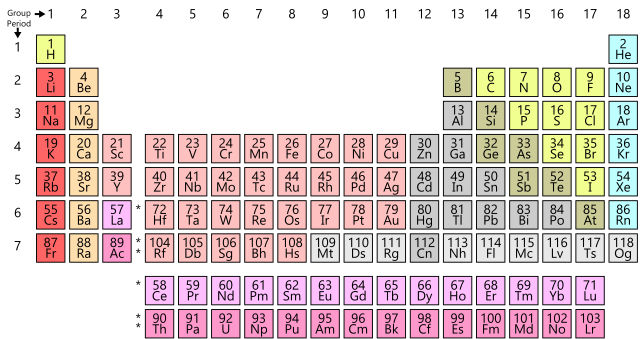 Group → 1 2 3 4 5 6 7 8 9 10 11 12 13 14 15 16 17 18
Period
↓
1 1 2
H He
2 3 4 5 6 7 8 9 10
Li Be B C N O F Ne
3 11 12 13 14 15 16 17 18
Na Mg Al Si P S Cl Ar
4 19 20 21 22 23 24 25 26 27 28 29 30 31 32 33 34 35 36
K Ca Sc Ti V Cr Mn Fe Co Ni Cu Zn Ga Ge As Se Br Kr
5 37 38 39 40 41 42 43 44 45 46 47 48 49 50 51 52 53 54
Rb Sr Y Zr Nb Mo Tc Ru Rh Pd Ag Cd In Sn Sb Te I Xe
6 55 56 57 * 72 73 74 75 76 77 78 79 80 81 82 83 84 85 86
Cs Ba La Hf Ta W Re Os Ir Pt Au Hg Tl Pb Bi Po At Rn
7 87 88 89 * 104 105 106 107 108 109 110 111 112 113 114 115 116 117 118
Fr Ra Ac * Rf Db Sg Bh Hs Mt Ds Rg Cn Nh Fl Mc Lv Ts Og
* 58 59 60 61 62 63 64 65 66 67 68 69 70 71
Ce Pr Nd Pm Sm Eu Gd Tb Dy Ho Er Tm Yb Lu
* 90 91 92 93 94 95 96 97 98 99 100 101 102 103
* Th Pa U Np Pu Am Cm Bk Cf Es Fm Md No Lr